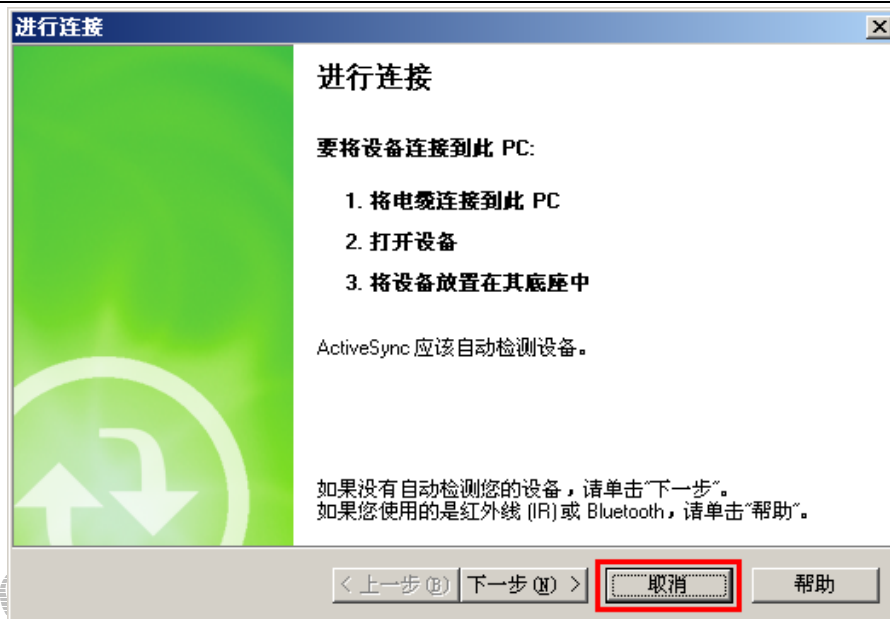 进行连接
进行连接
要将设备连接到此 PC:
1. 将电缆连接到此 PC
2. 打开设备
3. 将设备放置在其底座中
ActiveSync 应该自动检测设备。
如果没有自动检测您的设备，请单击“下一步”。
如果您使用的是红外线 (IR) 或 Bluetooth，请单击“帮助”。
< 上一步(B) 下一步(N) > 取消 帮助